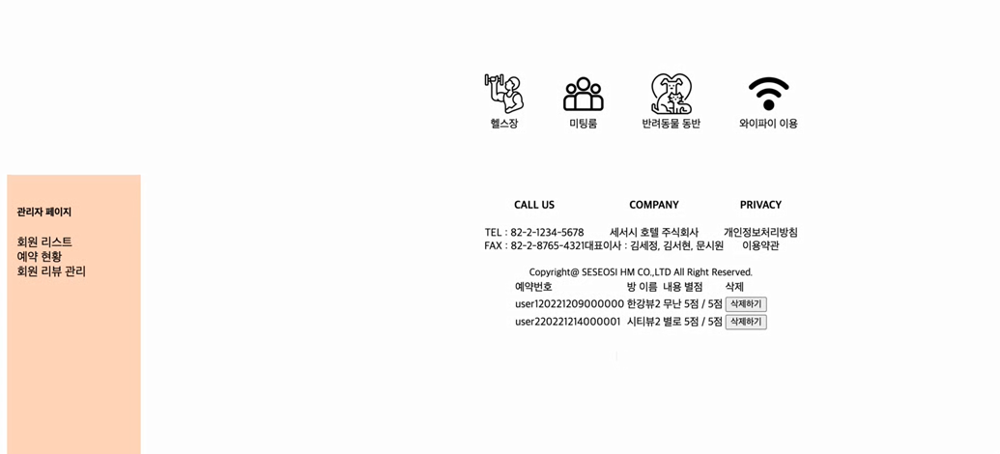 헬스장 미팅룸 반려동물 동반 와이파이 이용
관리자 페이지
회원 리스트
예약 현황
회원 리뷰 관리
CALL US COMPANY PRIVACY
TEL : 82-2-1234-5678 세서시 호텔 주식회사 개인정보처리방침
FAX : 82-2-8765-4321대표이사 : 김세정, 김서현, 문시원 이용약관
Copyright@ SESEOSI HM CO.,LTD All Right Reserved.
예약번호 방 이름 내용 별점 삭제
user120221209000000 한강뷰2 무난 5점 / 5점 삭제하기
user220221214000001 시티뷰2 별로 5점 / 5점 삭제하기